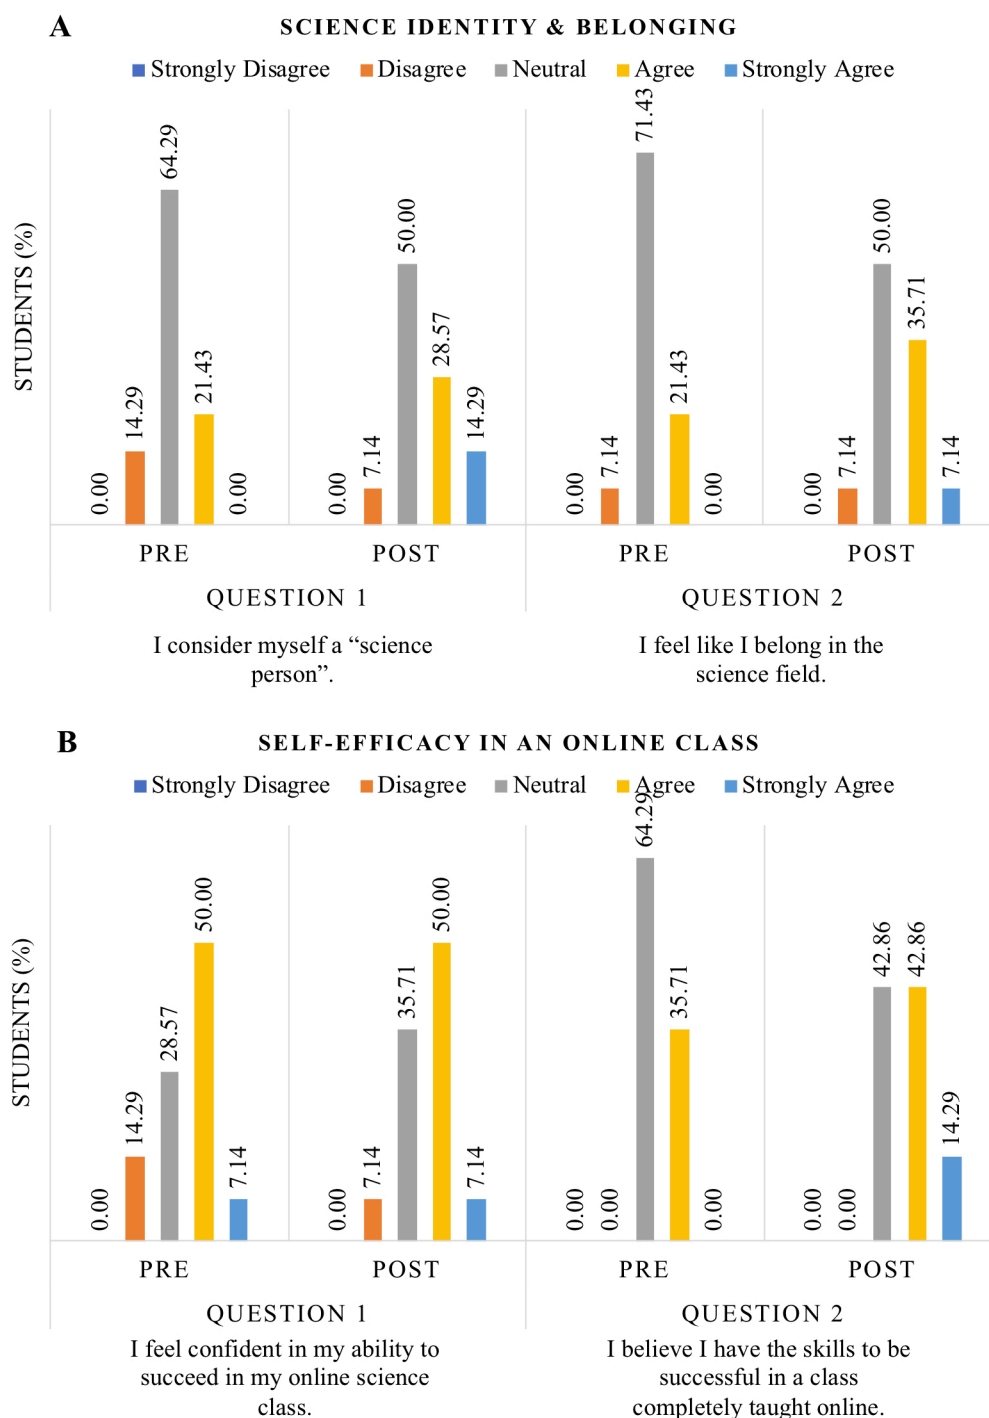 A
SCIENCE IDENTITY & BELONGING
Strongly Disagree Disagree Neutral Agree Strongly Agree
STUDENTS (%)
0.00 14.29 64.29 21.43 0.00
0.00 7.14 50.00 28.57 14.29
0.00 7.14 71.43 21.43 0.00
0.00 7.14 50.00 35.71 7.14
PRE POST PRE POST
QUESTION 1 QUESTION 2
I consider myself a “science
person”.
I feel like I belong in the
science field.
B
SELF-EFFICACY IN AN ONLINE CLASS
Strongly Disagree Disagree Neutral Agree Strongly Agree
STUDENTS (%)
0.00 14.29 28.57 50.00 7.14
0.00 7.14 35.71 50.00 7.14
0.00 0.00 64.29 35.71 0.00
0.00 0.00 42.86 42.86 14.29
PRE POST PRE POST
QUESTION 1 QUESTION 2
I feel confident in my ability to
succeed in my online science
class.
I believe I have the skills to be
successful in a class
completely taught online.